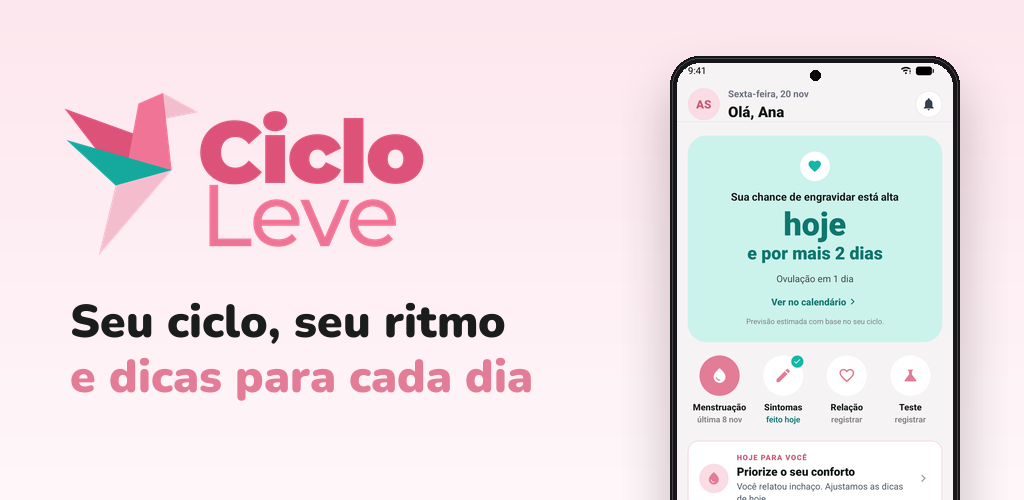 Ciclo
Leve
Seu ciclo, seu ritmo
e dicas para cada dia
9:41
AS
Sexta-feira, 20 nov
Olá, Ana
Sua chance de engravidar está alta
hoje
e por mais 2 dias
Ovulação em 1 dia
Ver no calendário
Previsão estimada com base no seu ciclo.
Menstruação
última 8 nov
Sintomas
feito hoje
Relação
registrar
Teste
registrar
HOJE PARA VOCÊ
Priorize o seu conforto
Você relatou inchaço. Ajustamos as dicas
de hoje